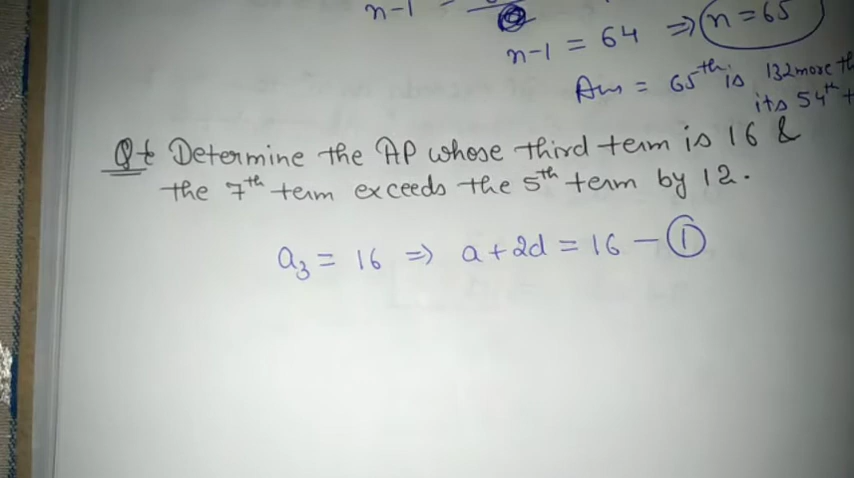 n-1 =
n-1 = 64 ⇒ n = 65
Ans = 65th is 132 more
its 54th
Q Determine the AP whose third term is 16 &
the 7th term exceeds the 5th term by 12.
a₃ = 16 ⇒ a + 2d = 16 – ①